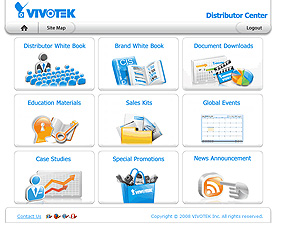 VIVOTEK
Distributor Center
Site Map
Logout
Distributor White Book
Brand White Book
Document Downloads
CIS
Education Materials
Sales Kits
Global Events
Case Studies
Special Promotions
News Announcement
Contact Us
Copyright © 2008 VIVOTEK Inc. All rights reserved.